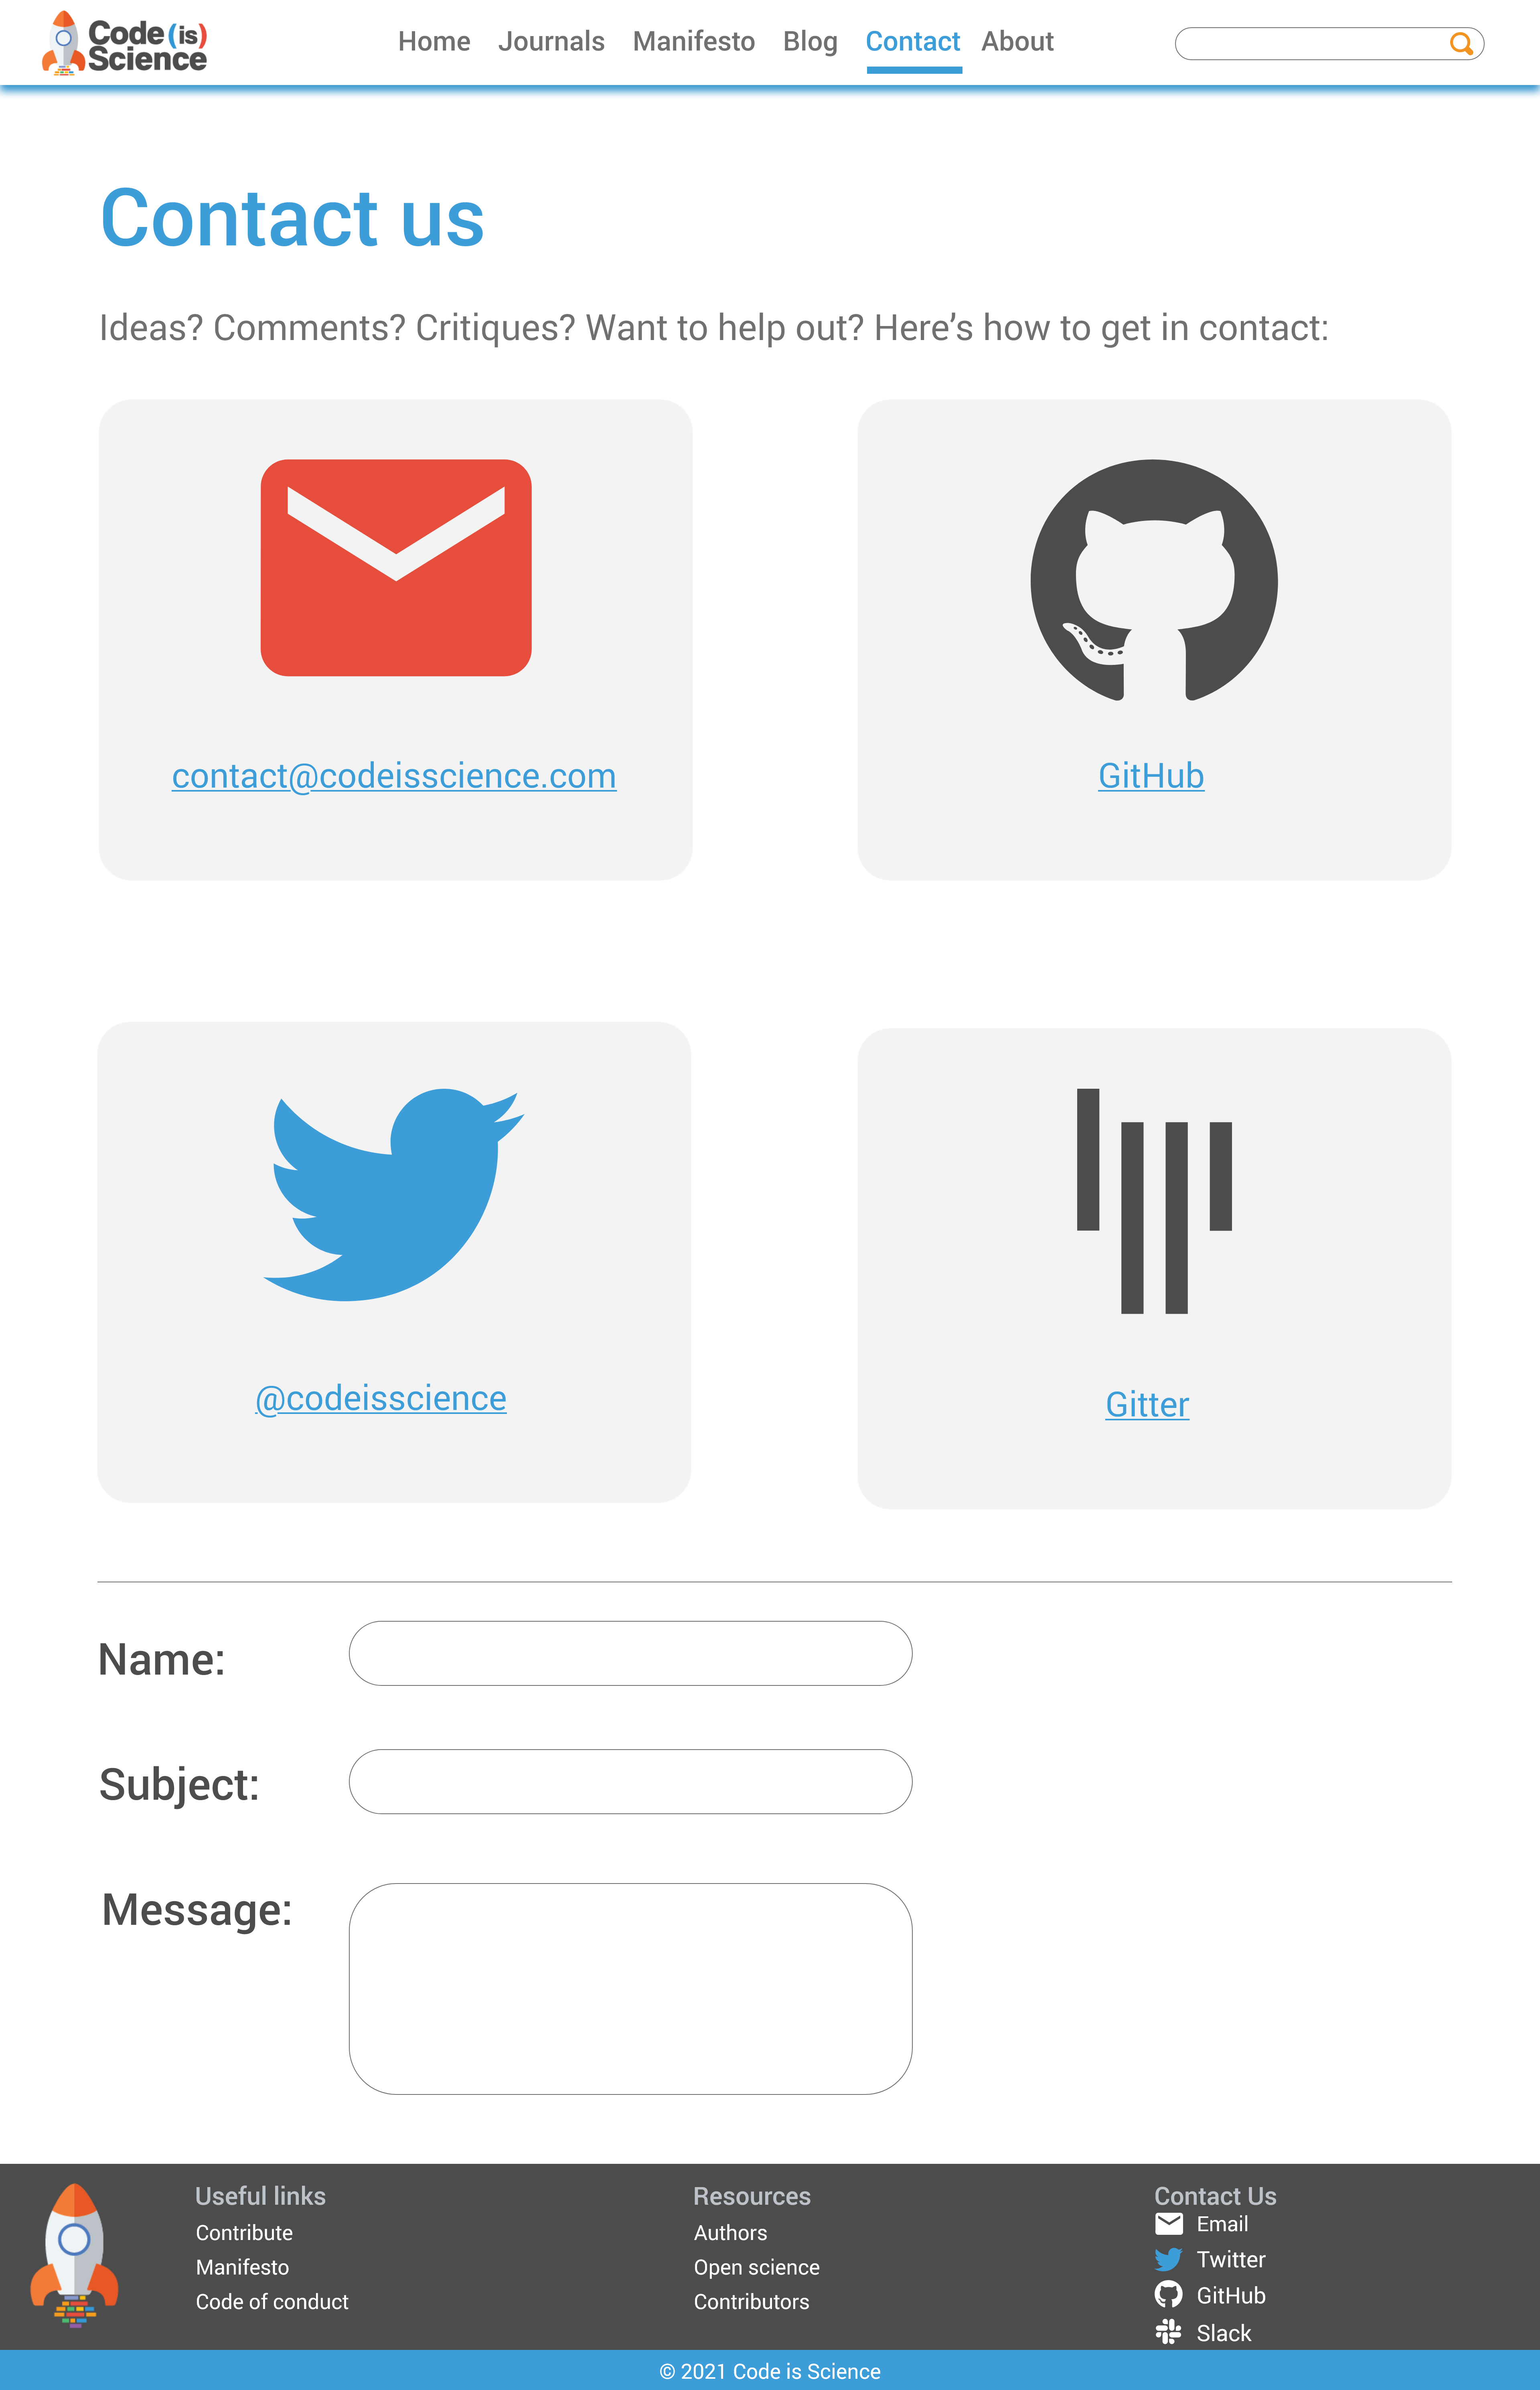 Code (is)
Science
Home Journals Manifesto Blog Contact About
Contact us
Ideas? Comments? Critiques? Want to help out? Here’s how to get in contact:
contact@codeisscience.com
GitHub
@codeisscience
Gitter
Name:
Subject:
Message:
Useful links
Contribute
Manifesto
Code of conduct
Resources
Authors
Open science
Contributors
Contact Us
Email
Twitter
GitHub
Slack
© 2021 Code is Science